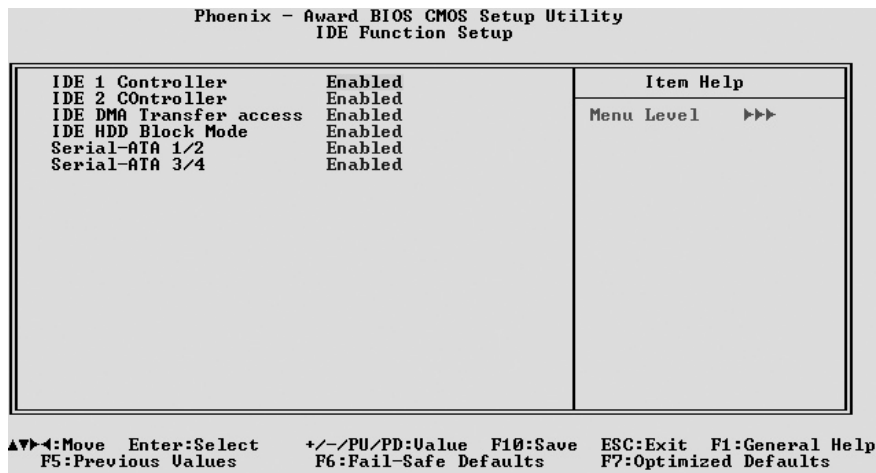 Phoenix - Award BIOS CMOS Setup Utility
IDE Function Setup
IDE 1 Controller Enabled
IDE 2 COntroller Enabled
IDE DMA Transfer access Enabled
IDE HDD Block Mode Enabled
Serial-ATA 1/2 Enabled
Serial-ATA 3/4 Enabled
Item Help
Menu Level ►►►
▲▼►◄:Move Enter:Select +/-/PU/PD:Value F10:Save ESC:Exit F1:General Help
F5:Previous Values F6:Fail-Safe Defaults F7:Optimized Defaults